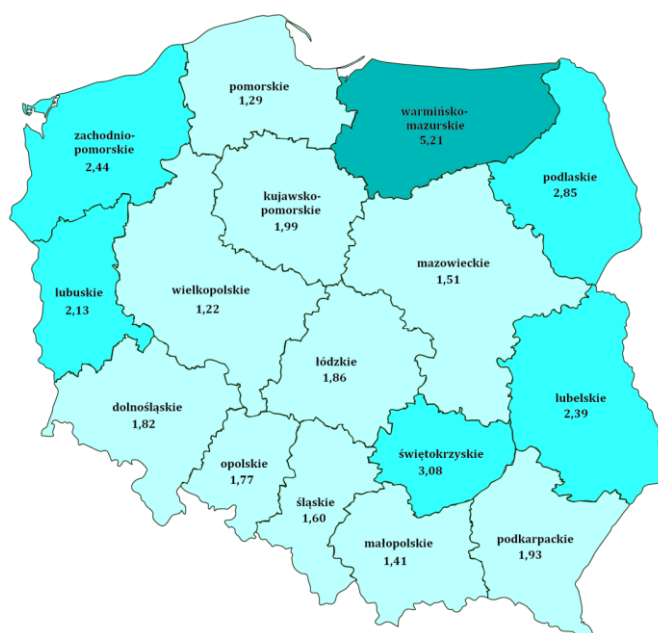 pomorskie
1,29
warmińsko-
mazurskie
5,21
zachodnio-
pomorskie
2,44
podlaskie
2,85
kujawsko-
pomorskie
1,99
mazowieckie
1,51
lubuskie
2,13
wielkopolskie
1,22
łódzkie
1,86
lubelskie
2,39
dolnośląskie
1,82
świętokrzyskie
3,08
opolskie
1,77
śląskie
1,60
małopolskie
1,41
podkarpackie
1,93